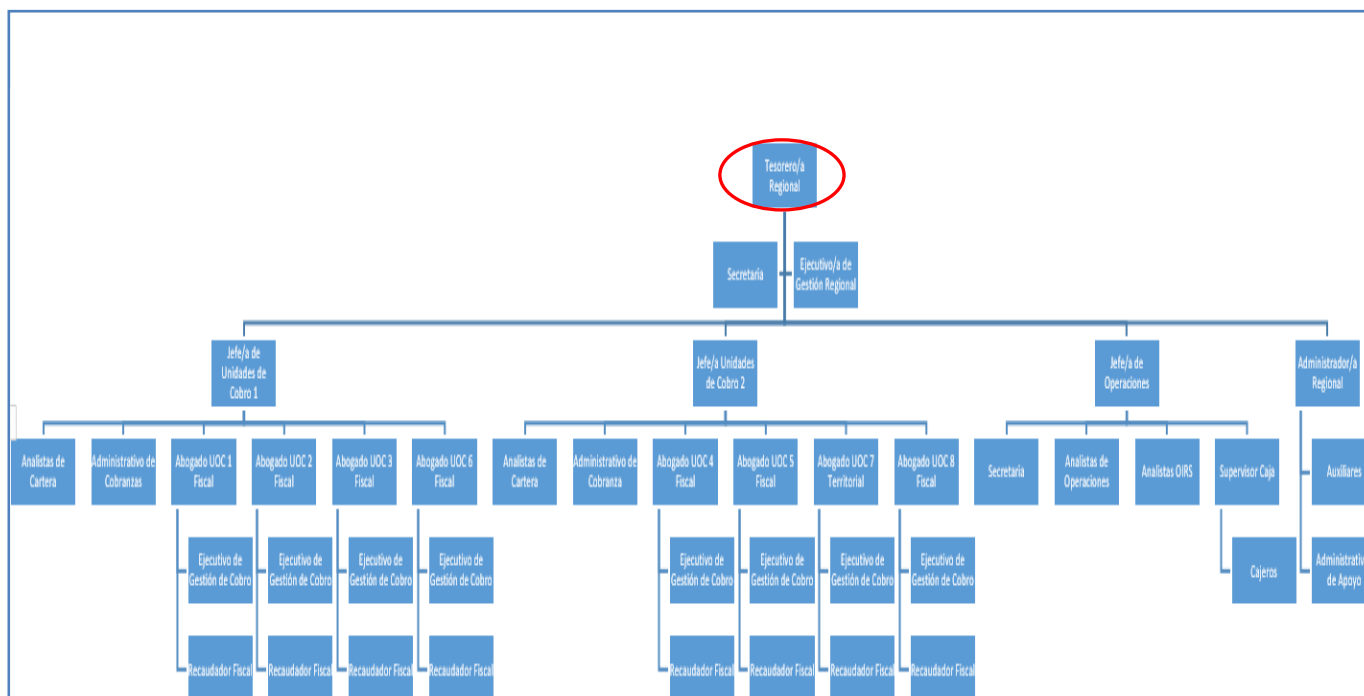 Tesorero/a
Regional
Secretaria
Ejecutivo/a de
Gestión Regional
Jefe/a de
Unidades de
Cobro 1
Jefe/a Unidades
de Cobro 2
Jefe/a de
Operaciones
Administrador/a
Regional
Analistas de
Cartera
Administrativo de
Cobranzas
Abogado UOC 1
Fiscal
Abogado UOC 2
Fiscal
Abogado UOC 3
Fiscal
Abogado UOC 6
Fiscal
Analistas de
Cartera
Administrativo de
Cobranza
Abogado UOC 4
Fiscal
Abogado UOC 5
Fiscal
Abogado UOC 7
Territorial
Abogado UOC 8
Fiscal
Secretaria
Analistas de
Operaciones
Analistas OIRS
Supervisor Caja
Auxiliares
Ejecutivo de
Gestión de Cobro
Ejecutivo de
Gestión de Cobro
Ejecutivo de
Gestión de Cobro
Ejecutivo de
Gestión de Cobro
Ejecutivo de
Gestión de Cobro
Ejecutivo de
Gestión de Cobro
Ejecutivo de
Gestión de Cobro
Ejecutivo de
Gestión de Cobro
Cajeros
Administrativ
de Apoyo
Recaudador Fiscal
Recaudador Fiscal
Recaudador Fiscal
Recaudador Fiscal
Recaudador Fiscal
Recaudador Fiscal
Recaudador Fiscal
Recaudador Fiscal